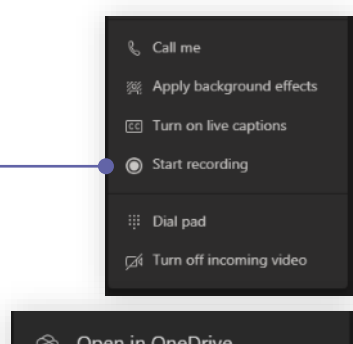 Call me
Apply background effects
CC Turn on live captions
Start recording
Dial pad
Turn off incoming video
Open in OneDrive